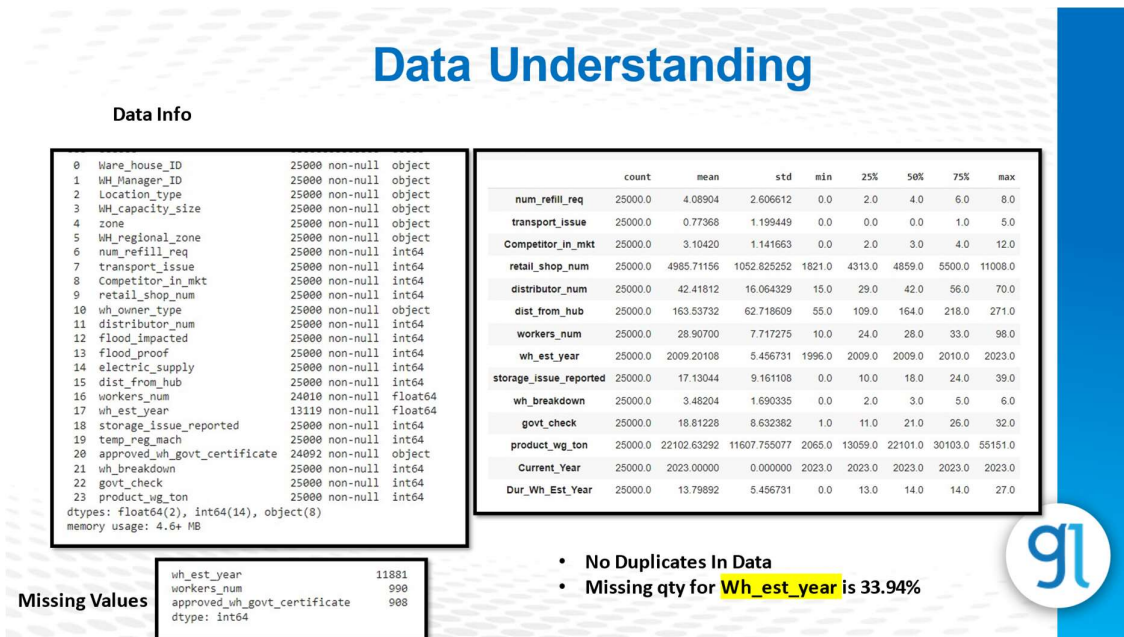 Data Understanding
Data Info
0 Ware_house_ID 25000 non-null object
1 WH_Manager_ID 25000 non-null object
2 Location_type 25000 non-null object
3 WH_capacity_size 25000 non-null object
4 zone 25000 non-null object
5 WH_regional_zone 25000 non-null object
6 num_refill_req 25000 non-null int64
7 transport_issue 25000 non-null int64
8 Competitor_in_mkt 25000 non-null int64
9 retail_shop_num 25000 non-null int64
10 wh_owner_type 25000 non-null object
11 distributor_num 25000 non-null int64
12 flood_impacted 25000 non-null int64
13 flood_proof 25000 non-null int64
14 electric_supply 25000 non-null int64
15 dist_from_hub 25000 non-null int64
16 workers_num 24010 non-null float64
17 wh_est_year 13119 non-null float64
18 storage_issue_reported 25000 non-null int64
19 temp_reg_mach 25000 non-null int64
20 approved_wh_govt_certificate 24092 non-null object
21 wh_breakdown 25000 non-null int64
22 govt_check 25000 non-null int64
23 product_wg_ton 25000 non-null int64
dtypes: float64(2), int64(14), object(8)
memory usage: 4.6+ MB
count mean std min 25% 50% 75% max
num_refill_req 25000.0 4.08904 2.606612 0.0 2.0 4.0 6.0 8.0
transport_issue 25000.0 0.77368 1.199449 0.0 0.0 0.0 1.0 5.0
Competitor_in_mkt 25000.0 3.10420 1.141663 0.0 2.0 3.0 4.0 12.0
retail_shop_num 25000.0 4985.71156 1052.825252 1821.0 4313.0 4859.0 5500.0 11008.0
distributor_num 25000.0 42.41812 16.064329 15.0 29.0 42.0 56.0 70.0
dist_from_hub 25000.0 163.53732 62.718609 55.0 109.0 164.0 218.0 271.0
workers_num 25000.0 28.90700 7.717275 10.0 24.0 28.0 33.0 98.0
wh_est_year 25000.0 2009.20108 5.456731 1996.0 2009.0 2009.0 2010.0 2023.0
storage_issue_reported 25000.0 17.13044 9.161108 0.0 10.0 18.0 24.0 39.0
wh_breakdown 25000.0 3.48204 1.690335 0.0 2.0 3.0 5.0 6.0
govt_check 25000.0 18.81228 8.632382 1.0 11.0 21.0 26.0 32.0
product_wg_ton 25000.0 22102.63292 11607.755077 2065.0 13059.0 22101.0 30103.0 55151.0
Current_Year 25000.0 2023.00000 0.000000 2023.0 2023.0 2023.0 2023.0 2023.0
Dur_Wh_Est_Year 25000.0 13.79892 5.456731 0.0 13.0 14.0 14.0 27.0
Missing Values
wh_est_year 11881
workers_num 990
approved_wh_govt_certificate 908
dtype: int64
• No Duplicates In Data
• Missing qty for Wh_est_year is 33.94%
gl